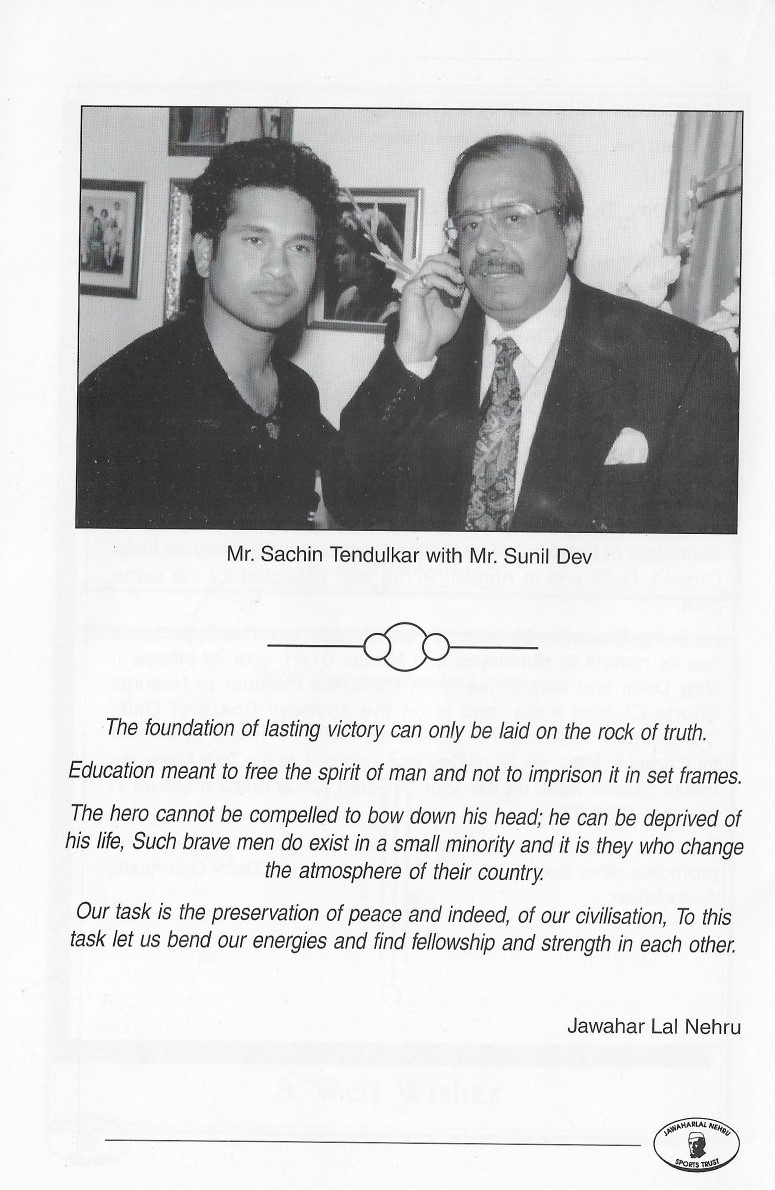 Mr. Sachin Tendulkar with Mr. Sunil Dev
The foundation of lasting victory can only be laid on the rock of truth.
Education meant to free the spirit of man and not to imprison it in set frames.
The hero cannot be compelled to bow down his head; he can be deprived of
his life, Such brave men do exist in a small minority and it is they who change
the atmosphere of their country.
Our task is the preservation of peace and indeed, of our civilisation, To this
task let us bend our energies and find fellowship and strength in each other.
Jawahar Lal Nehru
JAWAHARLAL NEHRU
SPORTS TRUST